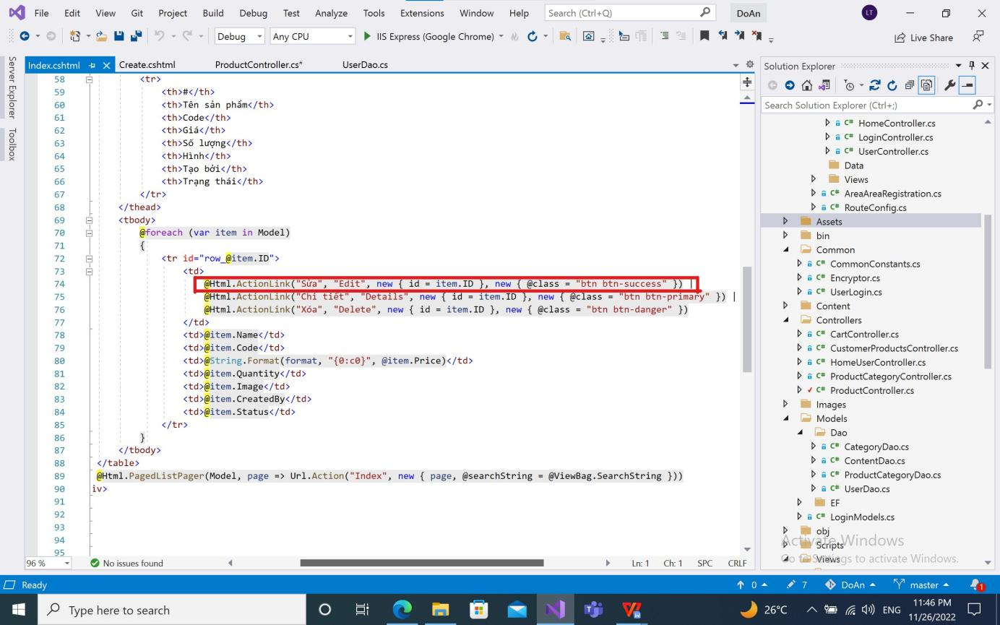 File Edit View Git Project Build Debug Test Analyze Tools Extensions Window Help Search (Ctrl+Q) DoAn LT
Debug Any CPU IIS Express (Google Chrome) Live Share
Server Explorer
Toolbox
Index.cshtml Create.cshtml ProductController.cs* UserDao.cs
58 <tr>
59 <th>#</th>
60 <th>Tên sản phẩm</th>
61 <th>Code</th>
62 <th>Giá</th>
63 <th>Số lượng</th>
64 <th>Hình</th>
65 <th>Tạo bởi</th>
66 <th>Trạng thái</th>
67 </tr>
68 </thead>
69 <tbody>
70 @foreach (var item in Model)
71 {
72 <tr id="row_@item.ID">
73 <td>
74 @Html.ActionLink("Sửa", "Edit", new { id = item.ID }, new { @class = "btn btn-success" }) |
75 @Html.ActionLink("Chi tiết", "Details", new { id = item.ID }, new { @class = "btn btn-primary" }) |
76 @Html.ActionLink("Xóa", "Delete", new { id = item.ID }, new { @class = "btn btn-danger" })
77 </td>
78 <td>@item.Name</td>
79 <td>@item.Code</td>
80 <td>@String.Format(format, "{0:c0}", @item.Price)</td>
81 <td>@item.Quantity</td>
82 <td>@item.Image</td>
83 <td>@item.CreatedBy</td>
84 <td>@item.Status</td>
85 </tr>
86 }
87 </tbody>
88 </table>
89 @Html.PagedListPager(Model, page => Url.Action("Index", new { page, @searchString = @ViewBag.SearchString }))
90 iv>
91
92
93
94
95
96 % No issues found Ln: 1 Ch: 1 SPC CRLF
Solution Explorer
Search Solution Explorer (Ctrl+;)
C# HomeController.cs
C# LoginController.cs
C# UserController.cs
Data
Views
C# AreaAreaRegistration.cs
C# RouteConfig.cs
Assets
bin
Common
C# CommonConstants.cs
C# Encryptor.cs
C# UserLogin.cs
Content
Controllers
C# CartController.cs
C# CustomerProductsController.cs
C# HomeUserController.cs
C# ProductCategoryController.cs
C# ProductController.cs
Images
Models
Dao
C# CategoryDao.cs
C# ContentDao.cs
C# ProductCategoryDao.cs
C# UserDao.cs
EF
C# LoginModels.cs
obj
Scripts
Views
Activate Windows
Go to Settings to activate Windows.
Ready 0 7 DoAn master 1
Type here to search 26°C ENG 11:46 PM
11/26/2022